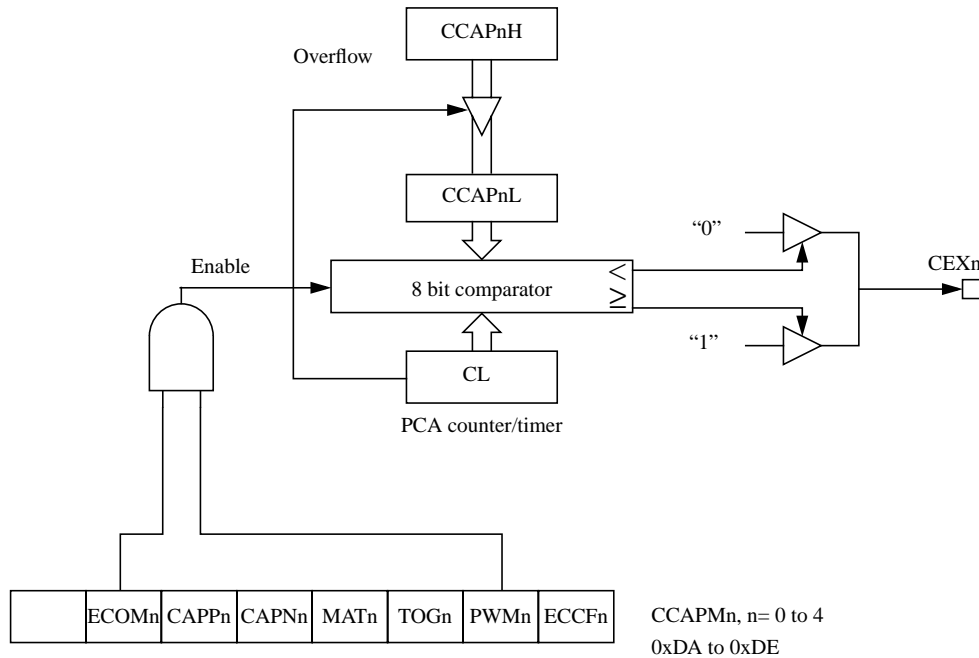 CCAPnH
Overflow
CCAPnL
“0”
Enable
<
8 bit comparator
≥
CEXn
“1”
CL
PCA counter/timer
ECOMn CAPPn CAPNn MATn TOGn PWMn ECCFn
CCAPMn, n= 0 to 4
0xDA to 0xDE